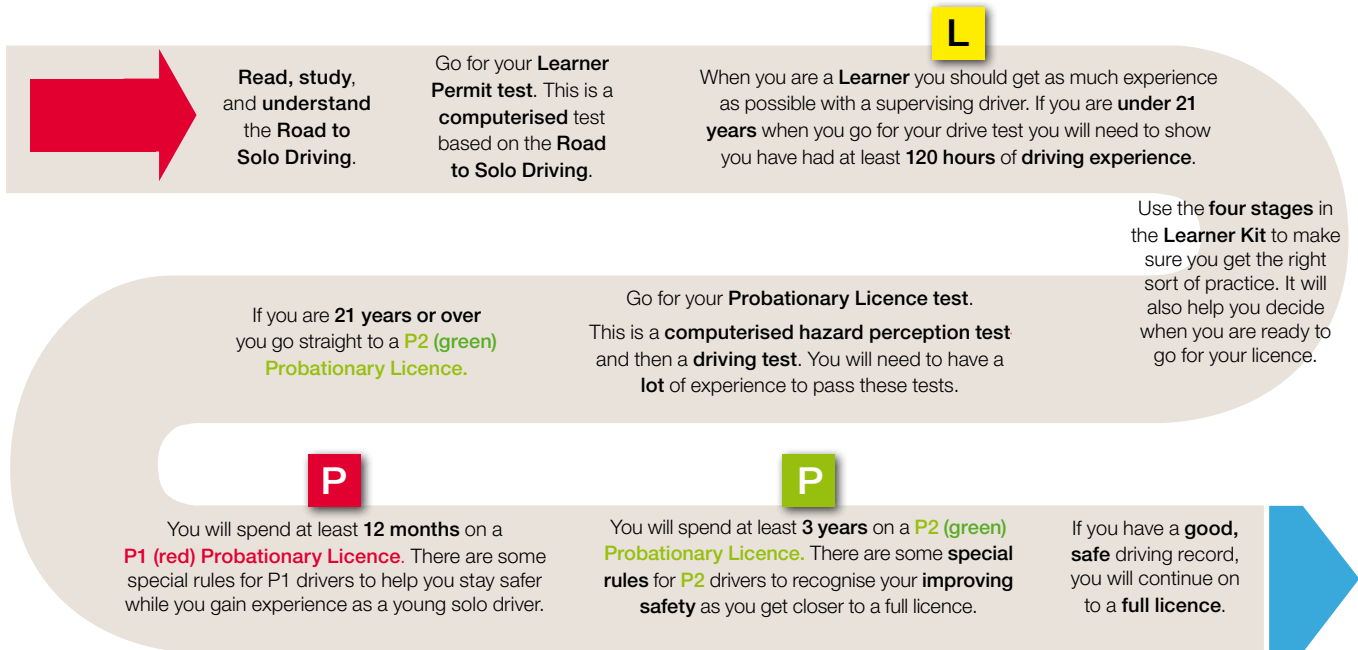 Read, study,
and understand
the Road to
Solo Driving.
Go for your Learner
Permit test. This is a
computerised test
based on the Road
to Solo Driving.
L
When you are a Learner you should get as much experience
as possible with a supervising driver. If you are under 21
years when you go for your drive test you will need to show
you have had at least 120 hours of driving experience.
Use the four stages in
the Learner Kit to make
sure you get the right
sort of practice. It will
also help you decide
when you are ready to
go for your licence.
Go for your Probationary Licence test.
This is a computerised hazard perception test
and then a driving test. You will need to have a
lot of experience to pass these tests.
If you are 21 years or over
you go straight to a P2 (green)
Probationary Licence.
P
You will spend at least 12 months on a
P1 (red) Probationary Licence. There are some
special rules for P1 drivers to help you stay safer
while you gain experience as a young solo driver.
P
You will spend at least 3 years on a P2 (green)
Probationary Licence. There are some special
rules for P2 drivers to recognise your improving
safety as you get closer to a full licence.
If you have a good,
safe driving record,
you will continue on
to a full licence.